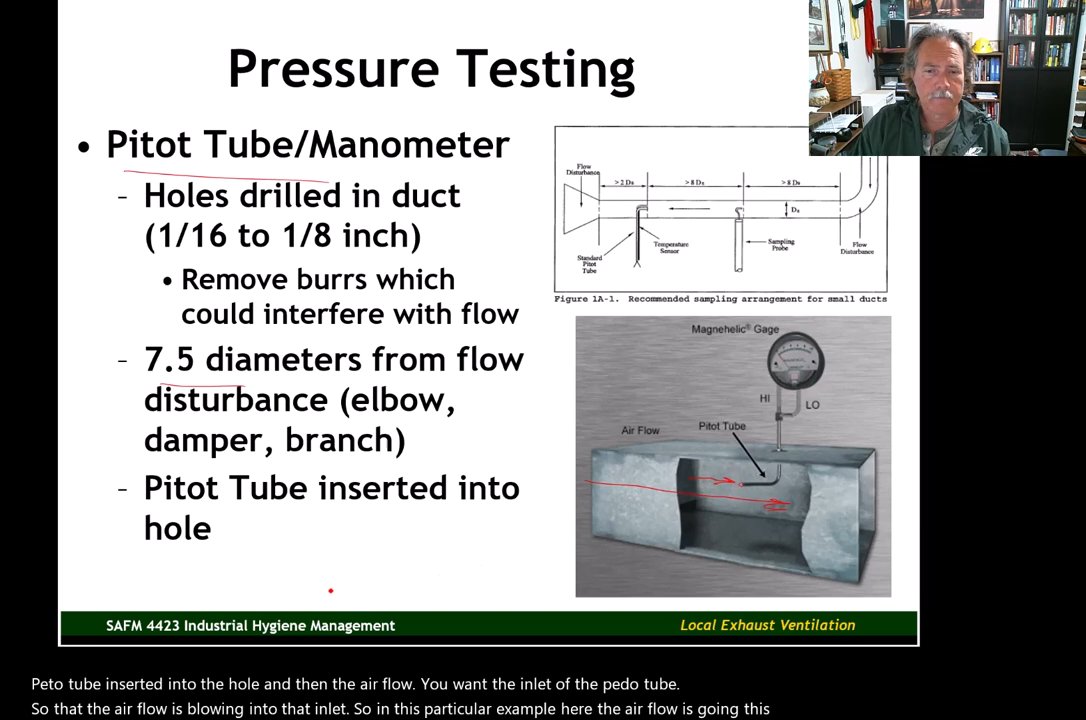 Pressure Testing
• Pitot Tube/Manometer
– Holes drilled in duct
(1/16 to 1/8 inch)
• Remove burrs which
could interfere with flow
– 7.5 diameters from flow
disturbance (elbow,
damper, branch)
– Pitot Tube inserted into
hole
Flow
Disturbance
>2 Ds
>8 Ds
>8 Ds
Ds
Temperature
Sensor
Sampling
Probe
Flow
Disturbance
Standard
Pitot
Tube
Figure 1A-1. Recommended sampling arrangement for small ducts
Magnehelic® Gage
HI
LO
Air Flow
Pitot Tube
SAFM 4423 Industrial Hygiene Management
Local Exhaust Ventilation
Peto tube inserted into the hole and then the air flow. You want the inlet of the pedo tube.
So that the air flow is blowing into that inlet. So in this particular example here the air flow is going this